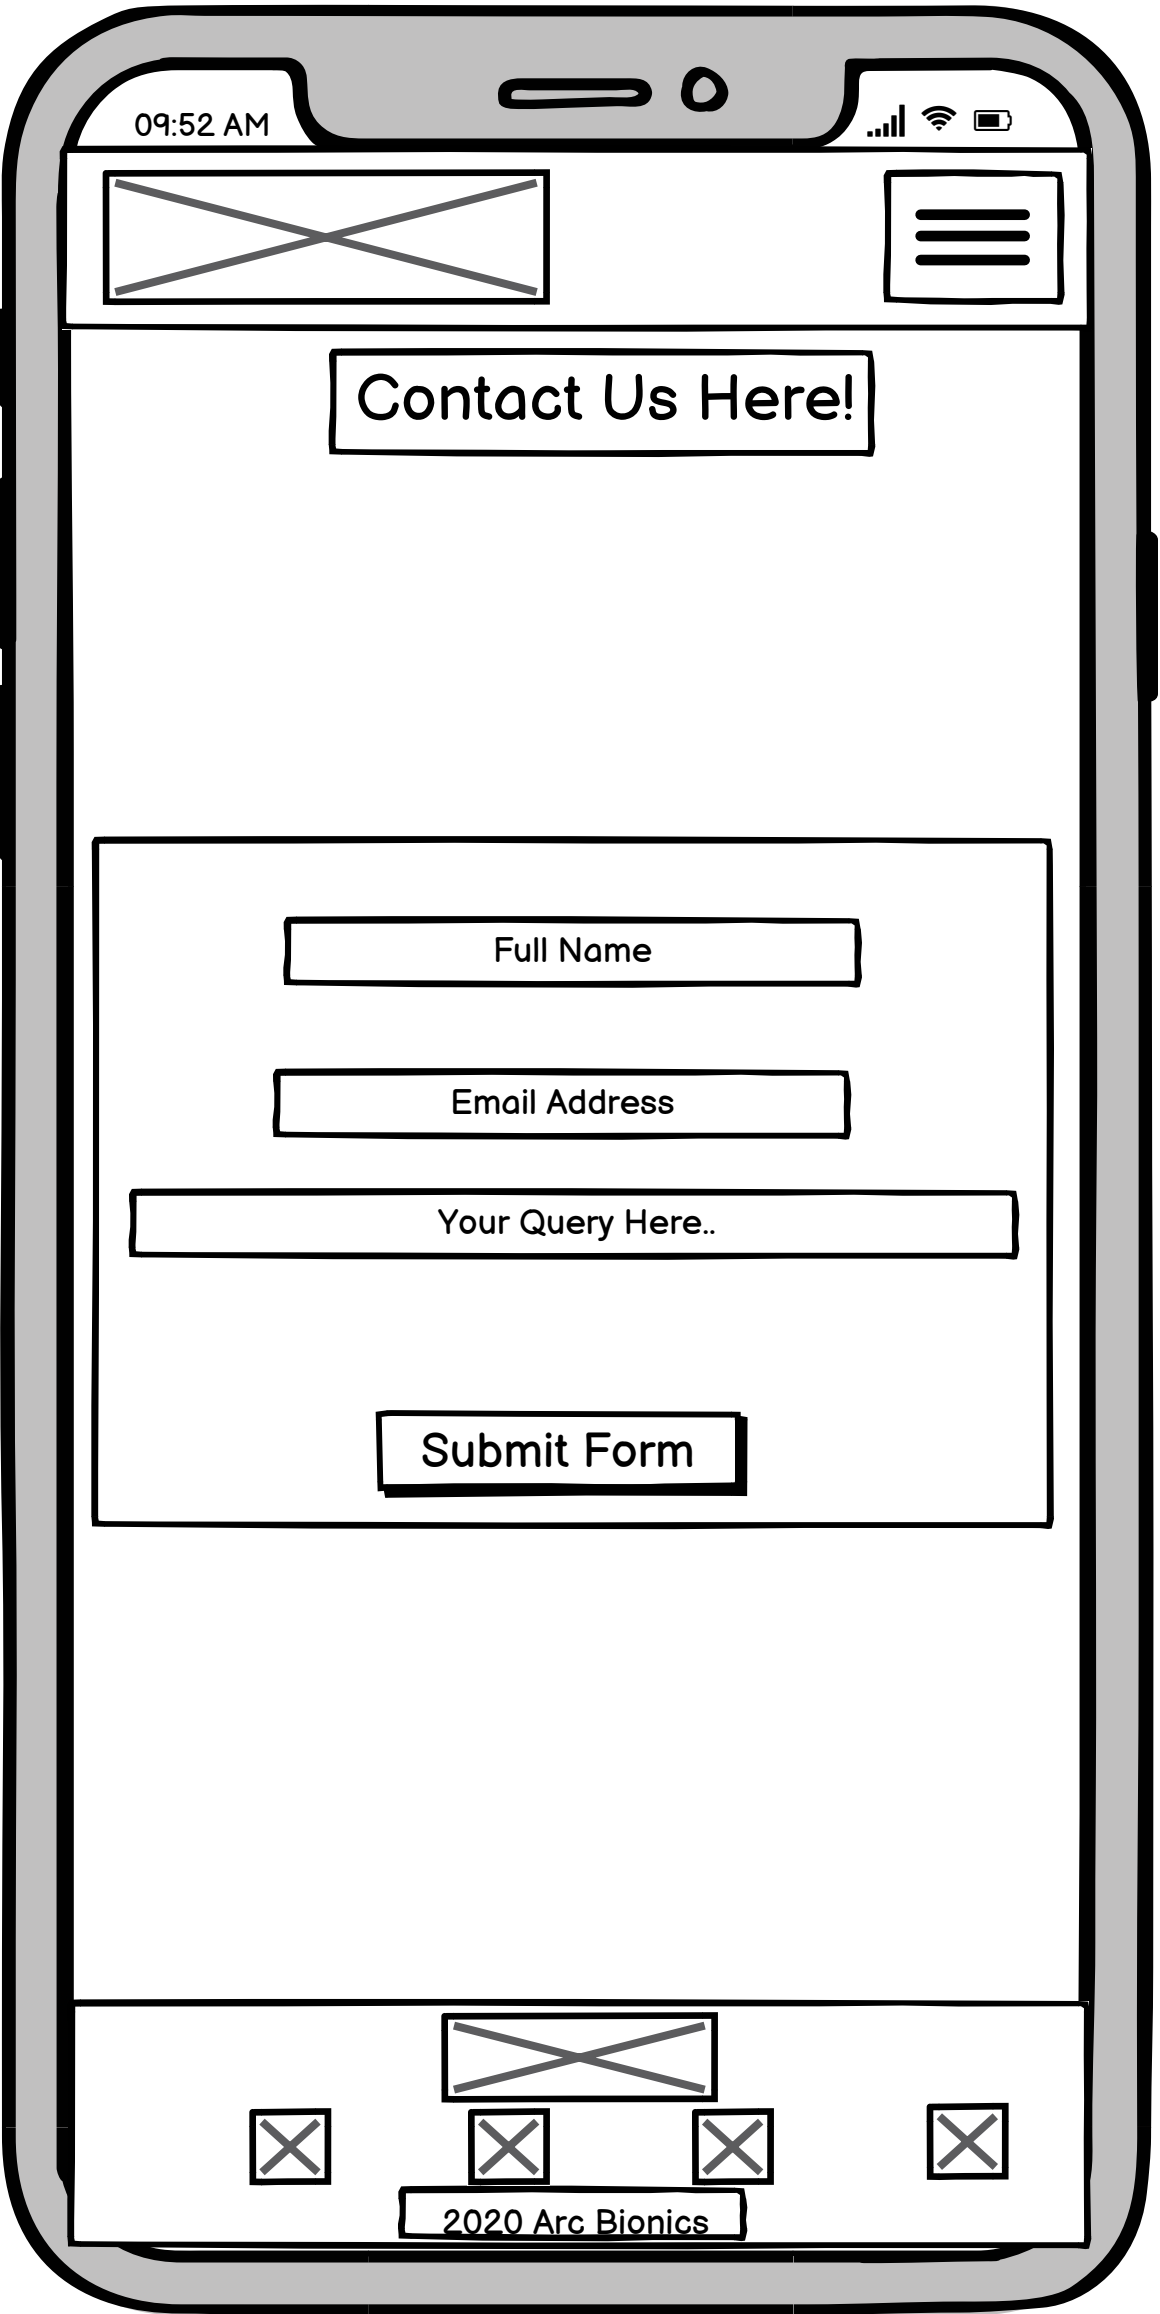 09:52 AM
Contact Us Here!
Full Name
Email Address
Your Query Here..
Submit Form
2020 Arc Bionics